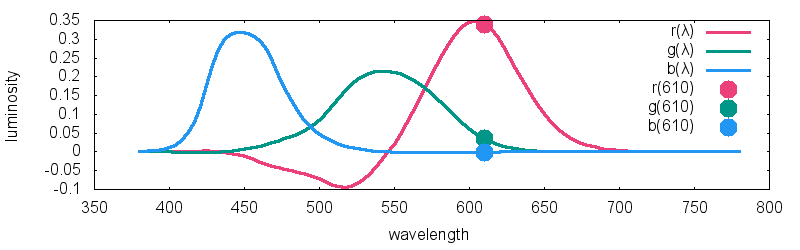 0.35
0.3
0.25
0.2
0.15
0.1
0.05
0
-0.05
-0.1
luminosity
r(λ)
g(λ)
b(λ)
r(610)
g(610)
b(610)
350 400 450 500 550 600 650 700 750 800
wavelength